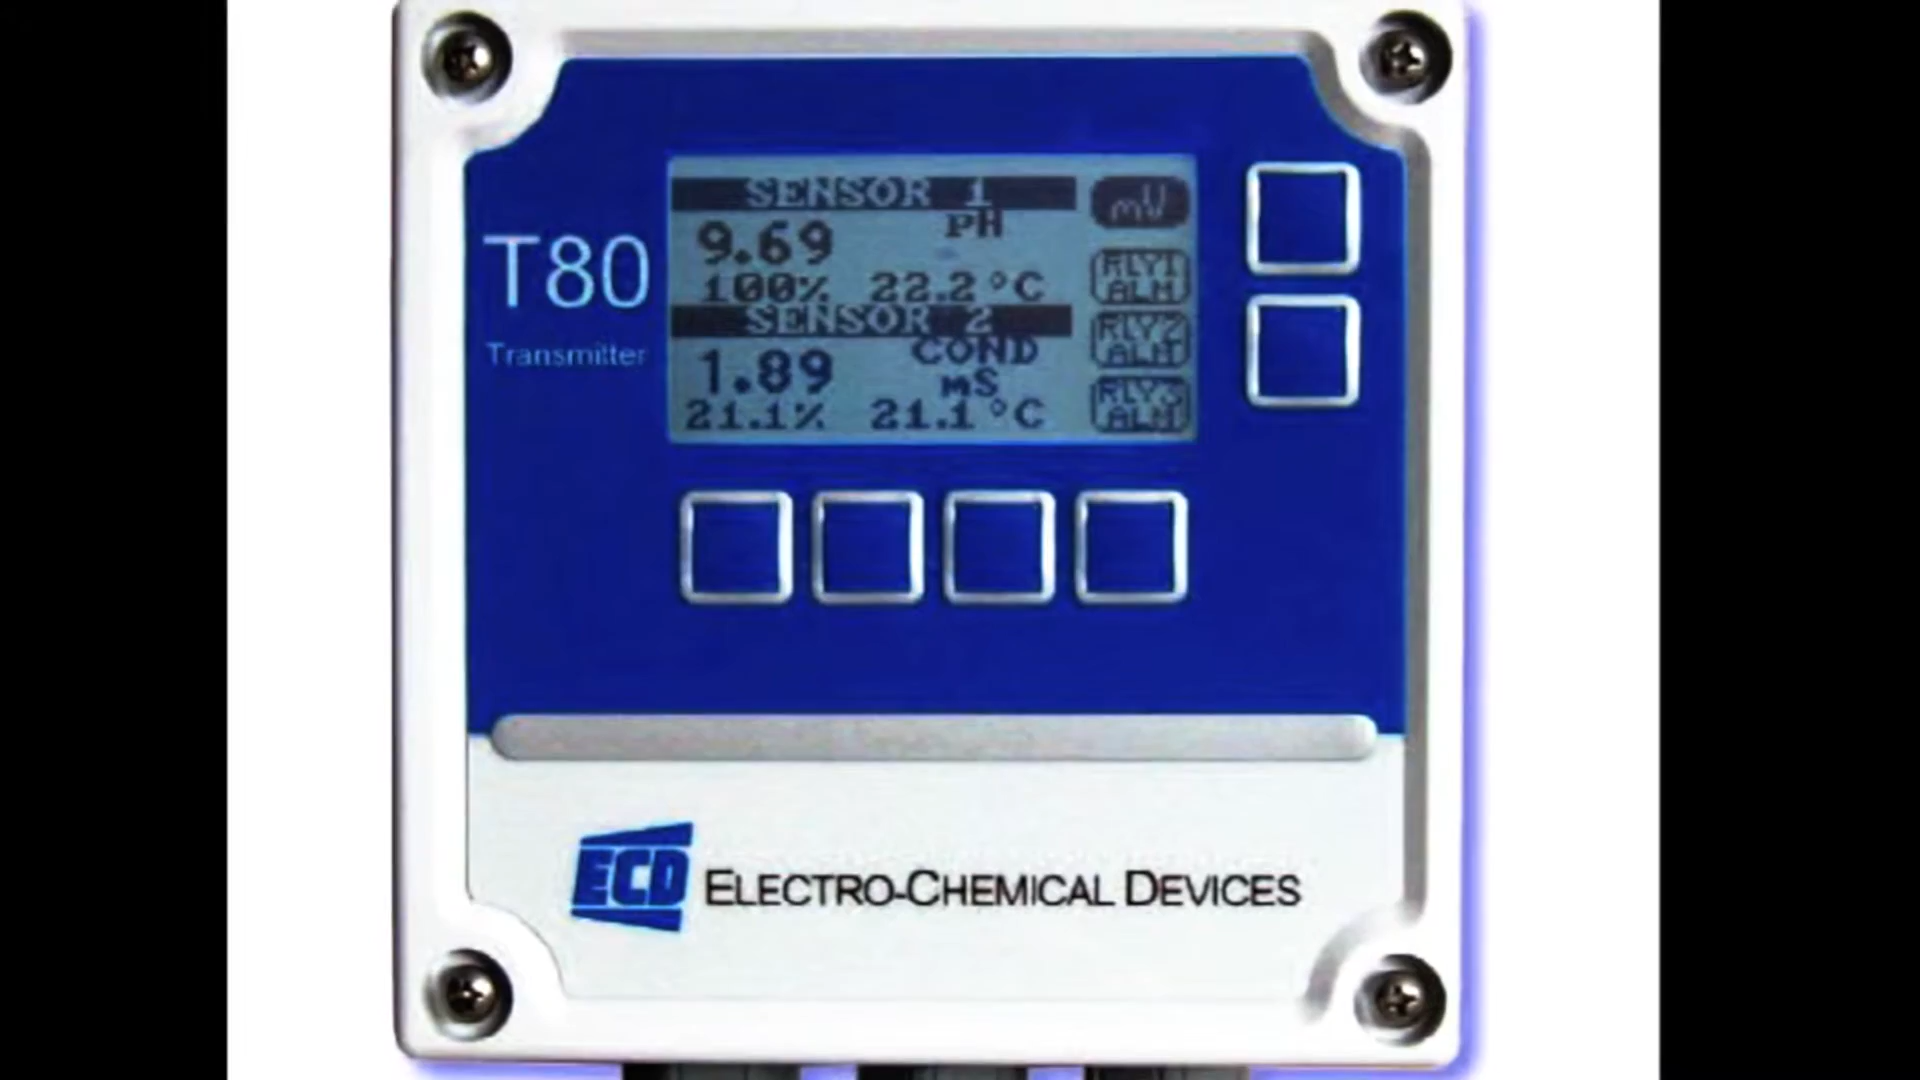 T80
Transmitter
SENSOR 1
9.69 pH
100% 22.2°C
SENSOR 2
1.89 COND
mS
21.1% 21.1°C
mV
RLY1
ALM
RLY2
ALM
RLY3
ALM
ECD ELECTRO-CHEMICAL DEVICES